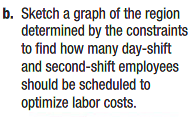 b. Sketch a graph of the region
determined by the constraints
to find how many day-shift
and second-shift employees
should be scheduled to
optimize labor costs.